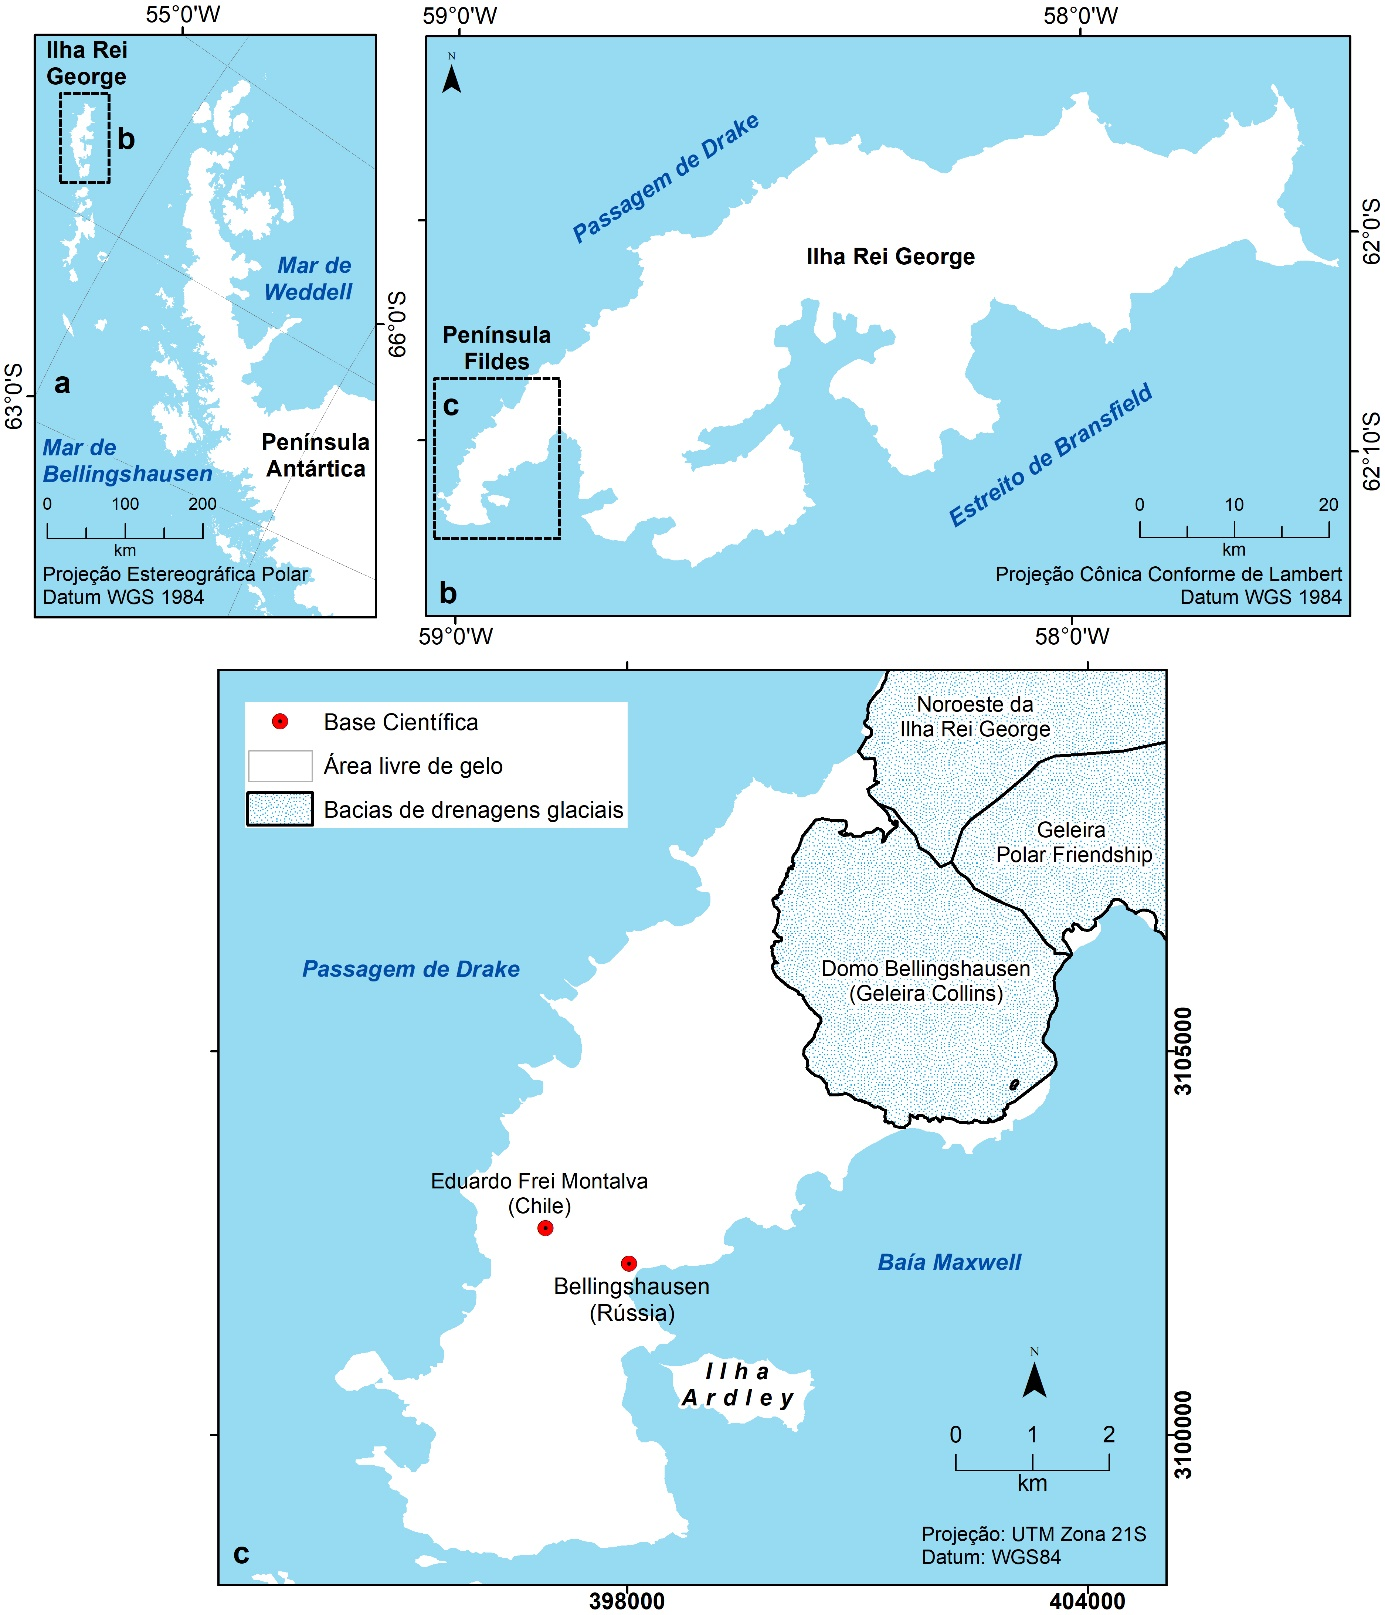 55°0'W
Ilha Rei
George
b
Mar de
Weddell
66°0'S
63°0'S
a
Mar de
Bellingshausen
Península
Antártica
0 100 200
km
Projeção Estereográfica Polar
Datum WGS 1984
59°0'W 58°0'W
N
Passagem de Drake
Ilha Rei George
62°0'S
Península
Fildes
c
62°10'S
Estreito de Bransfield
0 10 20
km
Projeção Cônica Conforme de Lambert
Datum WGS 1984
b
59°0'W 58°0'W
Base Científica
Área livre de gelo
Bacias de drenagens glaciais
Noroeste da
Ilha Rei George
Geleira
Polar Friendship
Passagem de Drake
Domo Bellingshausen
(Geleira Collins)
3105000
Eduardo Frei Montalva
(Chile)
Bellingshausen
(Rússia)
Baía Maxwell
Ilha
Ardley
N
0 1 2
km
3100000
Projeção: UTM Zona 21S
Datum: WGS84
c
398000 404000